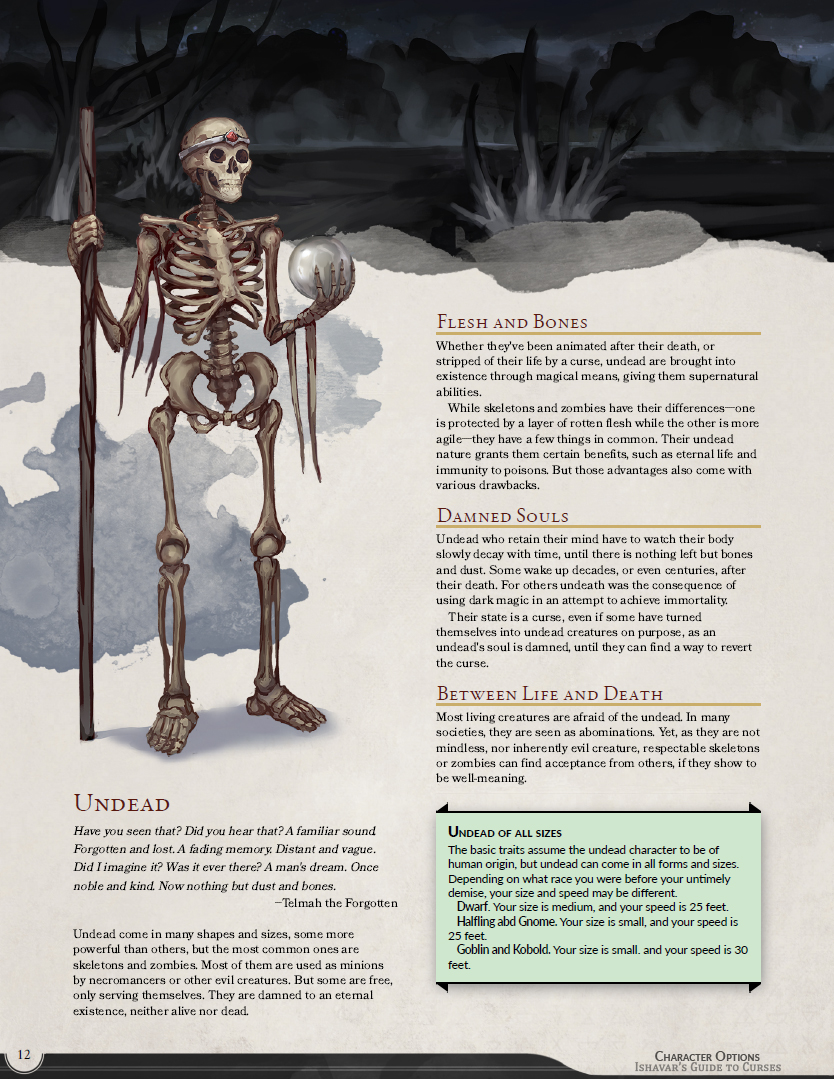 Undead
Have you seen that? Did you hear that? A familiar sound.
Forgotten and lost. A fading memory. Distant and vague.
Did I imagine it? Was it ever there? A man's dream. Once
noble and kind. Now nothing but dust and bones.
–Telmah the Forgotten
Undead come in many shapes and sizes, some more
powerful than others, but the most common ones are
skeletons and zombies. Most of them are used as minions
by necromancers or other evil creatures. But some are free,
only serving themselves. They are damned to an eternal
existence, neither alive nor dead.
Flesh and Bones
Whether they've been animated after their death, or
stripped of their life by a curse, undead are brought into
existence through magical means, giving them supernatural
abilities.
While skeletons and zombies have their differences—one
is protected by a layer of rotten flesh while the other is more
agile—they have a few things in common. Their undead
nature grants them certain benefits, such as eternal life and
immunity to poisons. But those advantages also come with
various drawbacks.
Damned Souls
Undead who retain their mind have to watch their body
slowly decay with time, until there is nothing left but bones
and dust. Some wake up decades, or even centuries, after
their death. For others undeath was the consequence of
using dark magic in an attempt to achieve immortality.
Their state is a curse, even if some have turned
themselves into undead creatures on purpose, as an
undead's soul is damned, until they can find a way to revert
the curse.
Between Life and Death
Most living creatures are afraid of the undead. In many
societies, they are seen as abominations. Yet, as they are not
mindless, nor inherently evil creature, respectable skeletons
or zombies can find acceptance from others, if they show to
be well-meaning.
Undead of all sizes
The basic traits assume the undead character to be of
human origin, but undead can come in all forms and sizes.
Depending on what race you were before your untimely
demise, your size and speed may be different.
Dwarf. Your size is medium, and your speed is 25 feet.
Halfling abd Gnome. Your size is small, and your speed is
25 feet.
Goblin and Kobold. Your size is small. and your speed is 30
feet.
12
Character Options
Ishavar's Guide to Curses